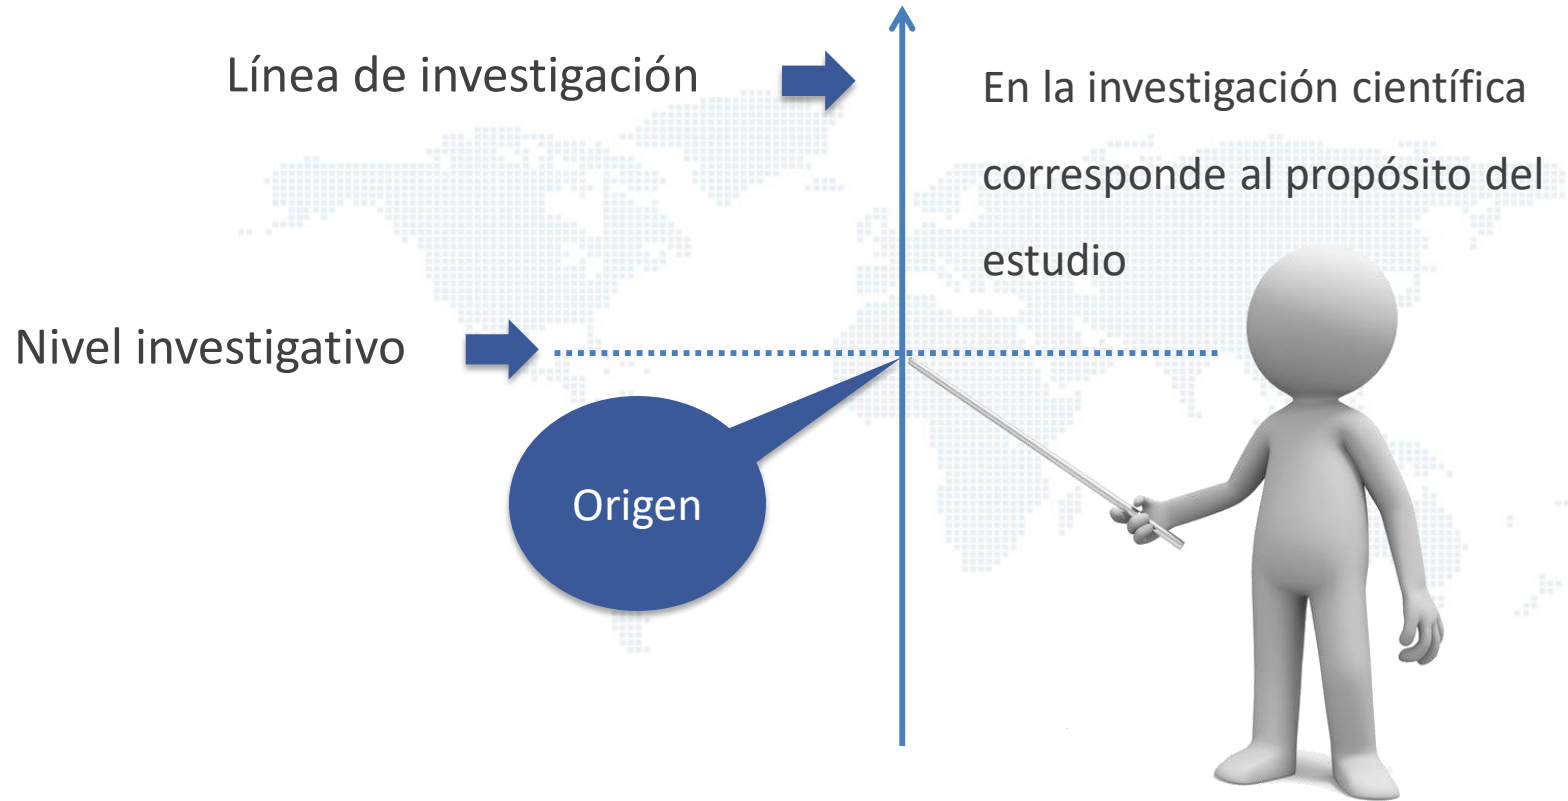 Línea de investigación
En la investigación científica
corresponde al propósito del
estudio
Nivel investigativo
Origen